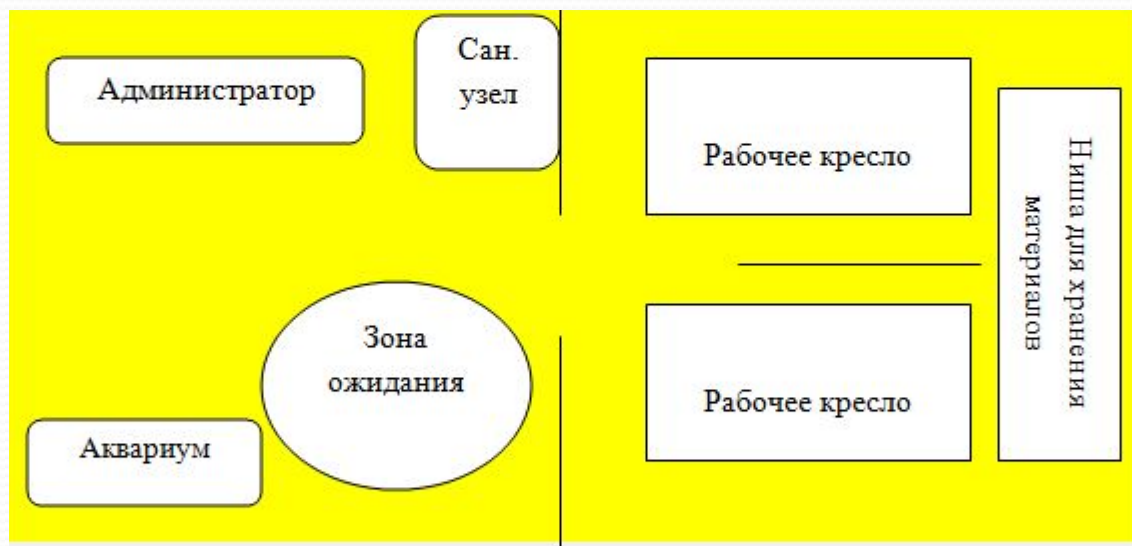 Администратор
Сан.
узел
Рабочее кресло
Ниша для хранения
материалов
Зона
ожидания
Рабочее кресло
Аквариум